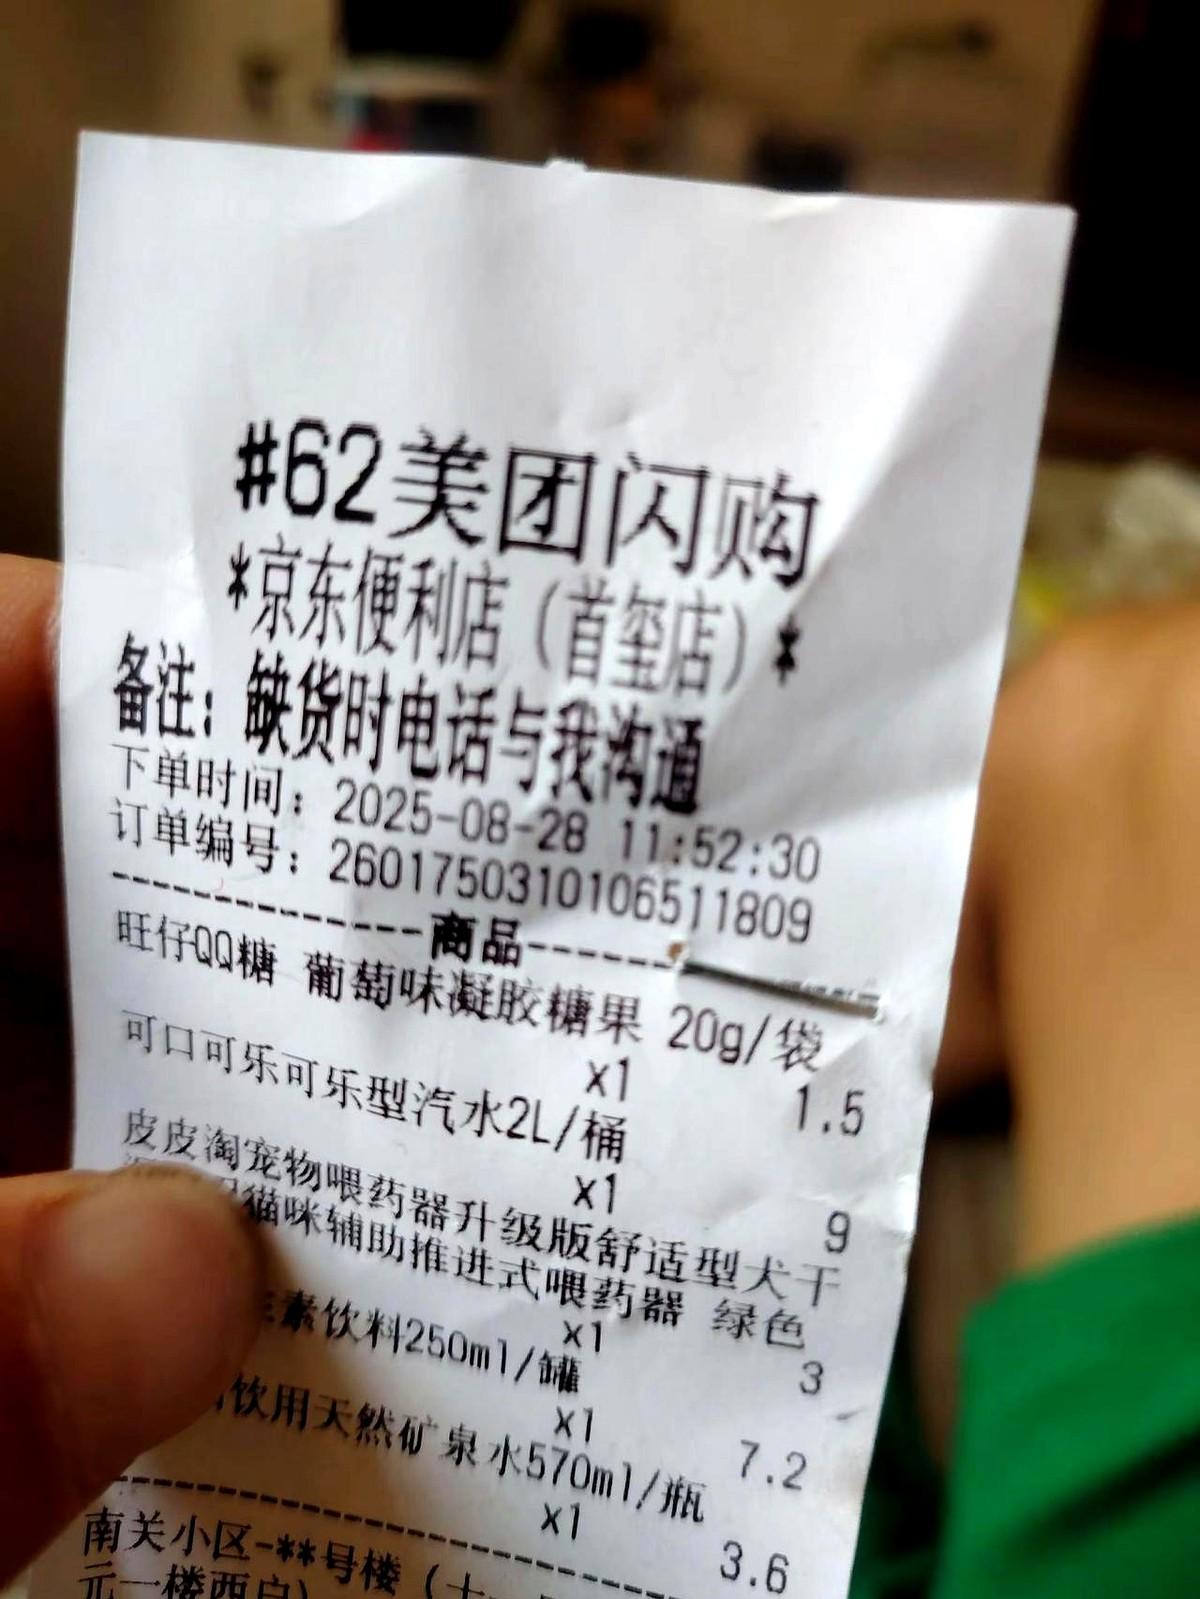 #62美团闪购
*京东便利店（首玺店）*
备注：缺货时电话与我沟通
下单时间：2025-08-28 11:52:30
订单编号：2601750310106511809
---------------商品---------------
旺仔QQ糖 葡萄味凝胶糖果 20g/袋
x1 1.5
可口可乐可乐型汽水2L/桶
x1 9
皮皮淘宠物喂药器升级版舒适型犬干
猫咪辅助推进式喂药器 绿色
x1 3
素饮料250ml/罐
x1 7.2
饮用天然矿泉水570ml/瓶
x1 3.6
南关小区-**号楼（十一
元一楼西户）